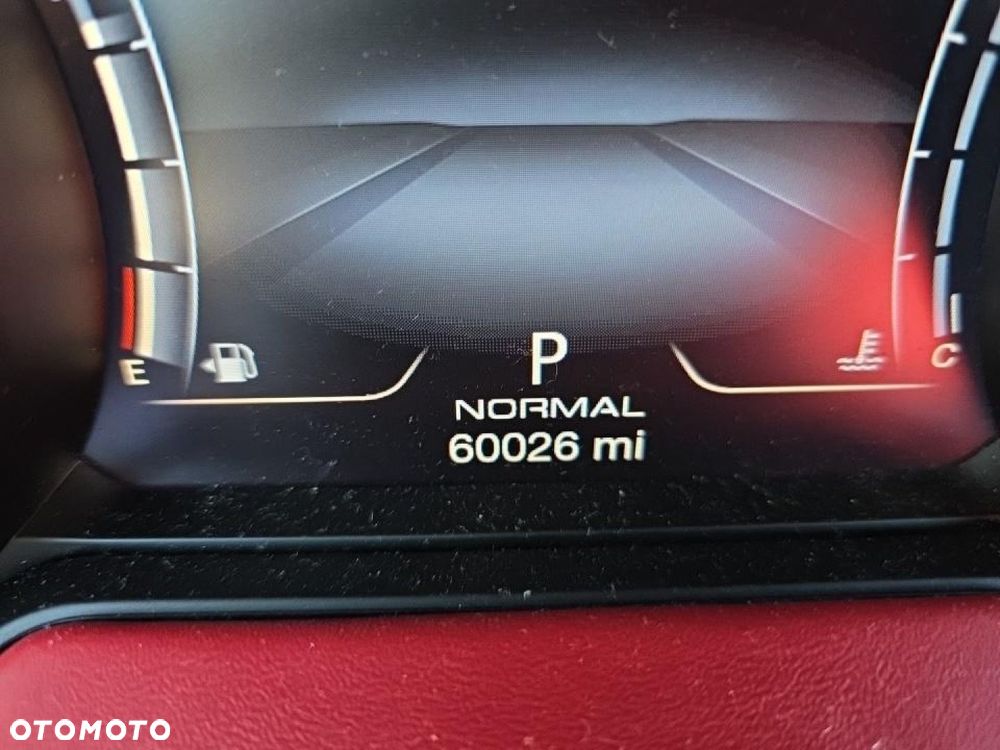 P
E
C
NORMAL
60026 mi
OTOMOTO